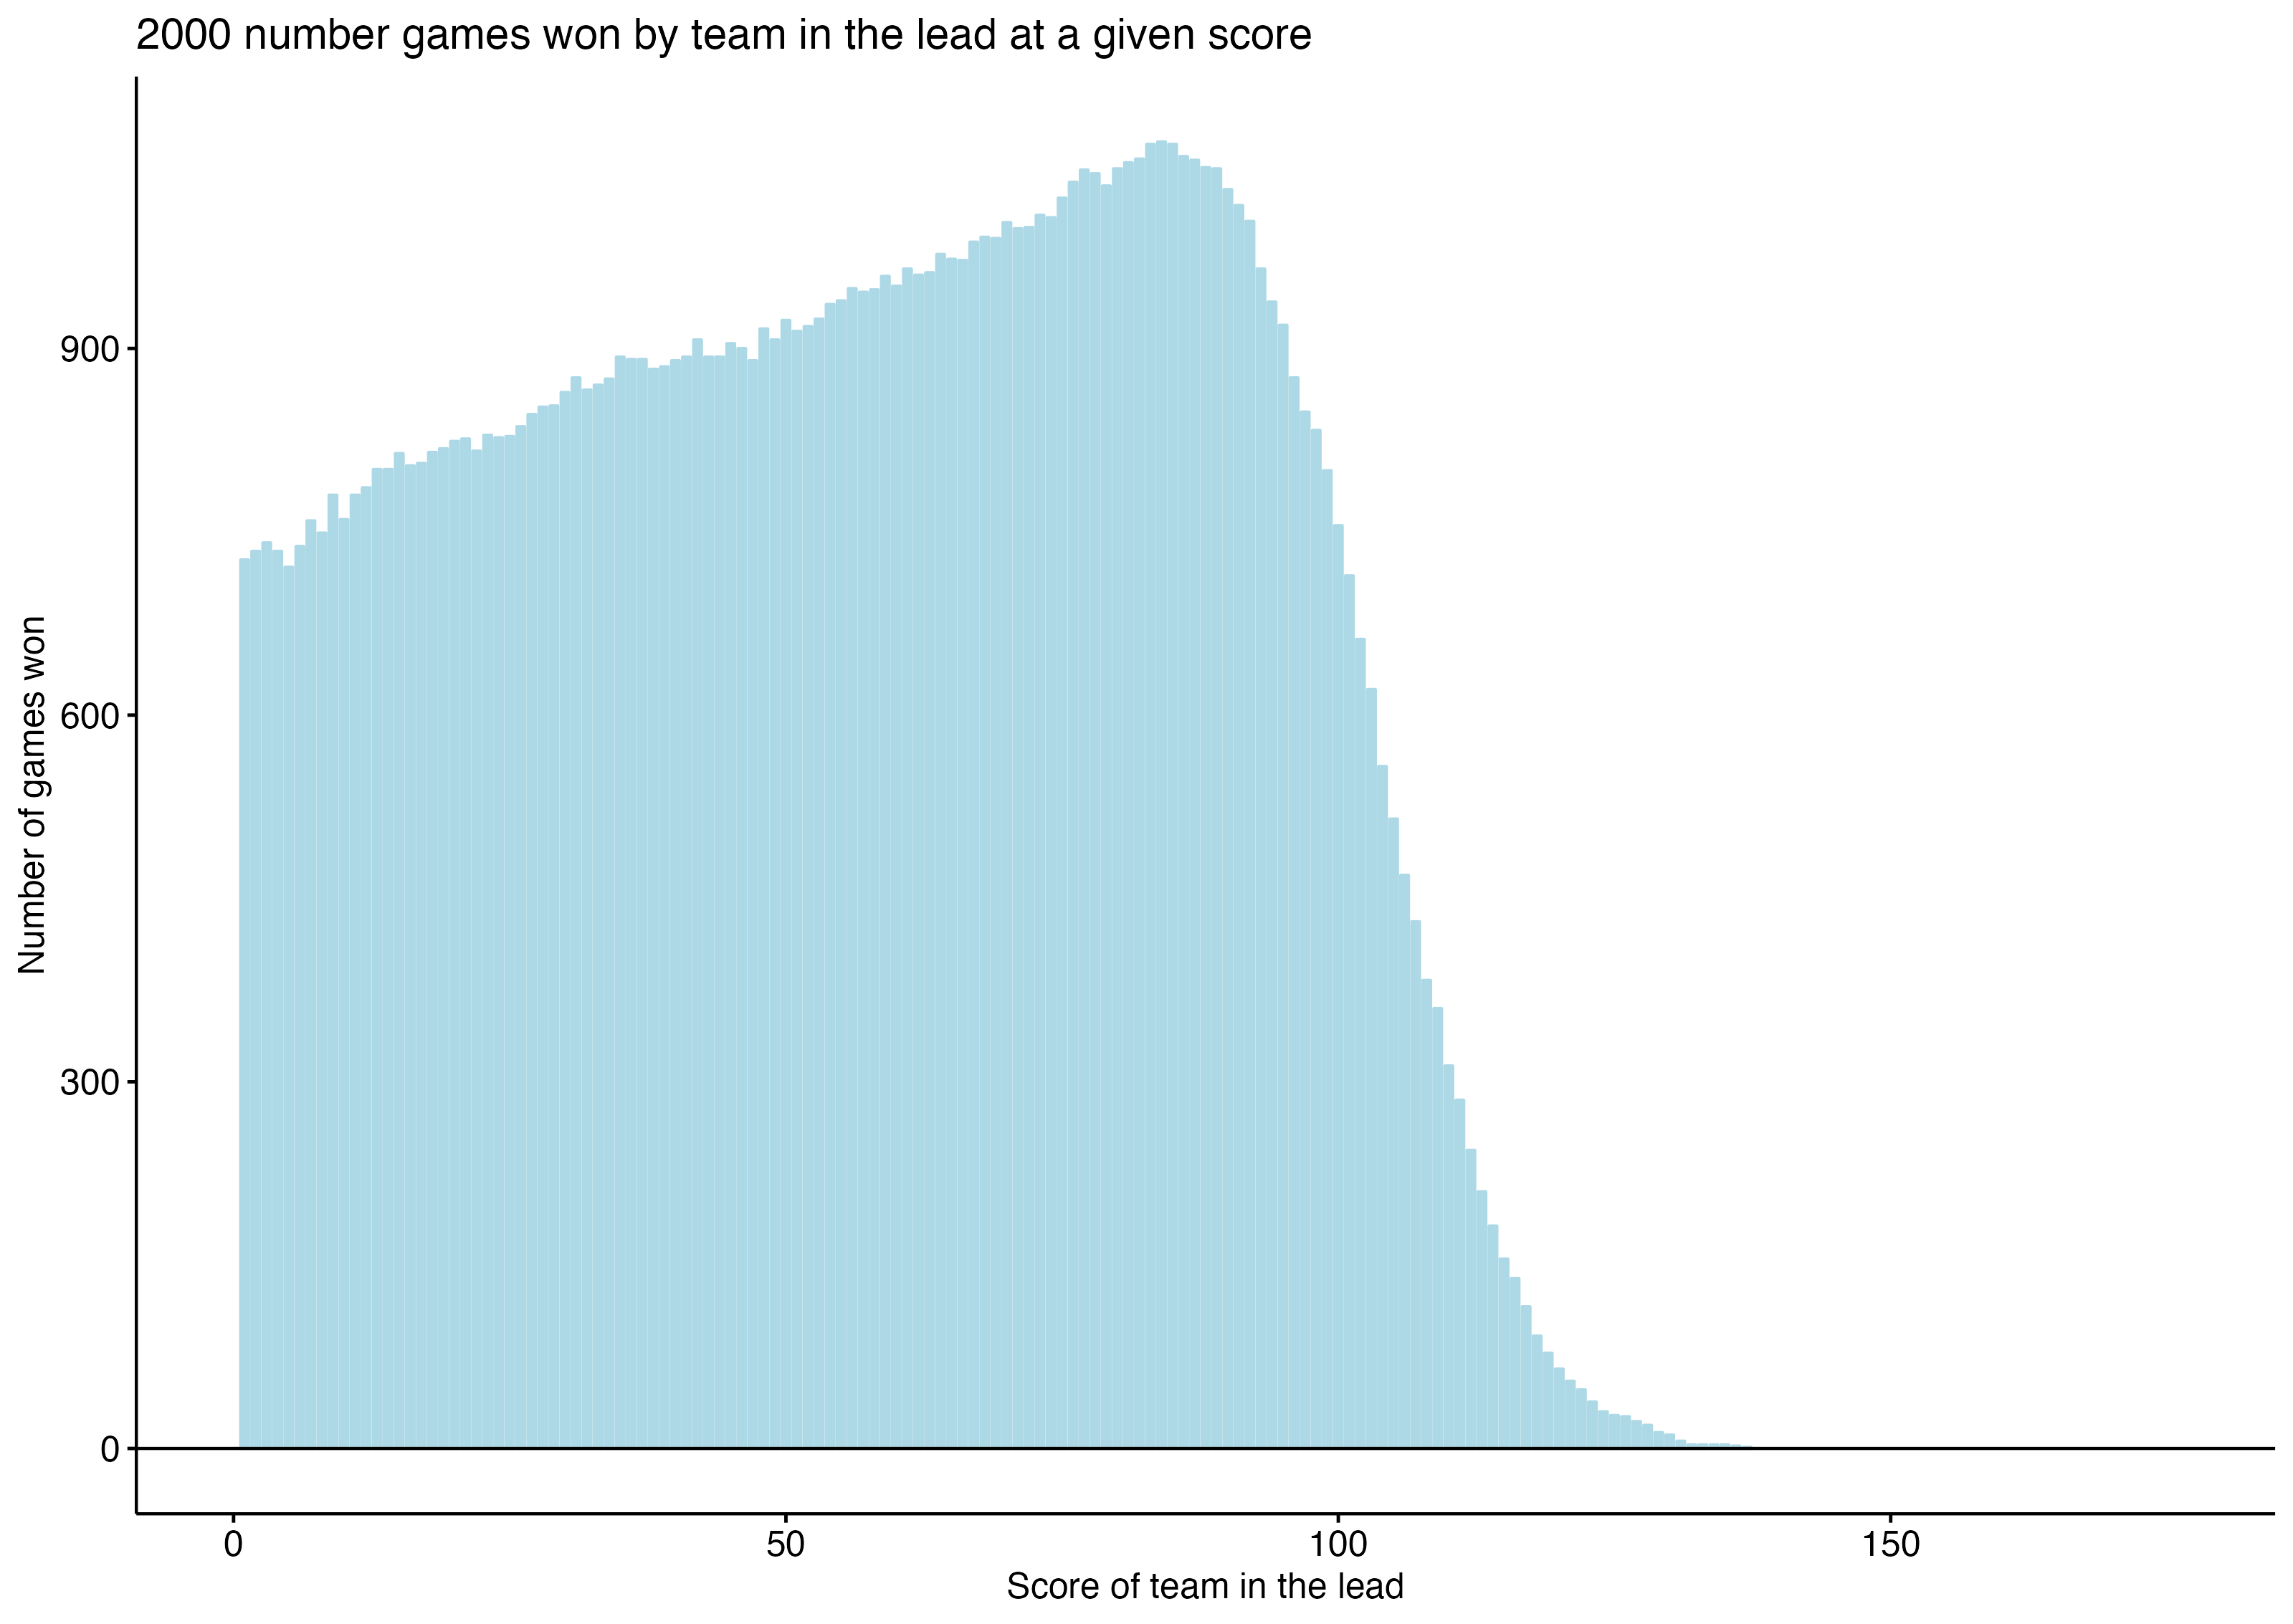 2000 number games won by team in the lead at a given score
Number of games won
900
600
300
0
0 50 100 150
Score of team in the lead